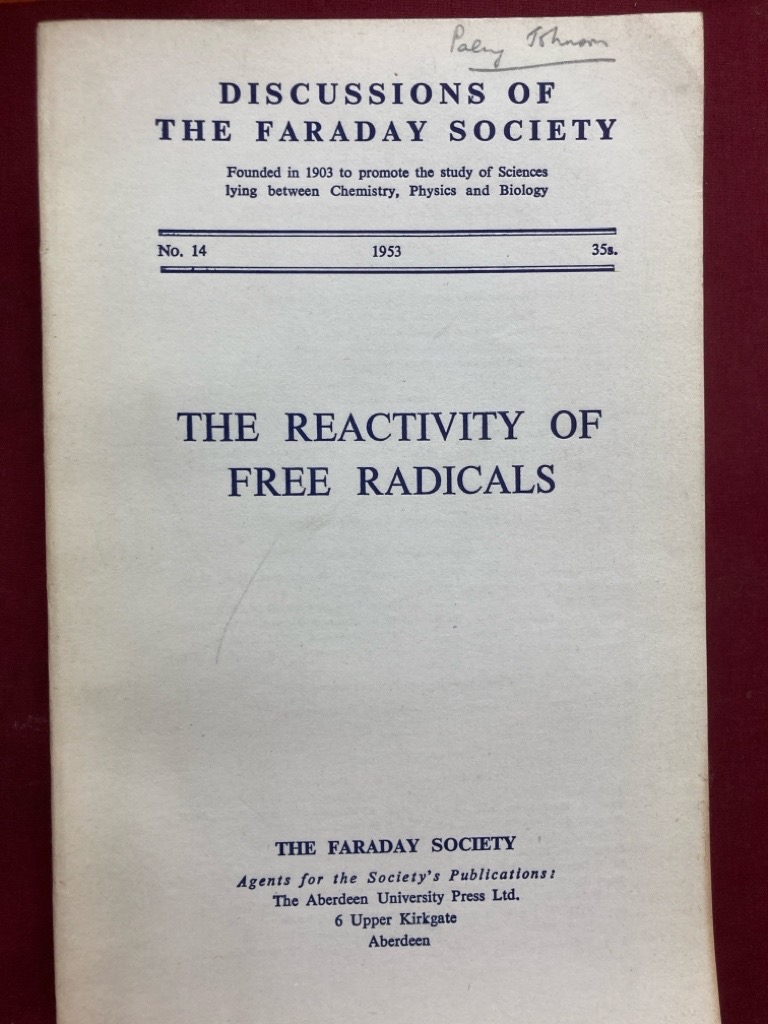 Johnson
DISCUSSIONS OF
THE FARADAY SOCIETY
Founded in 1903 to promote the study of Sciences
lying between Chemistry, Physics and Biology
No. 14 1953 35s.
THE REACTIVITY OF
FREE RADICALS
THE FARADAY SOCIETY
Agents for the Society's Publications:
The Aberdeen University Press Ltd.
6 Upper Kirkgate
Aberdeen